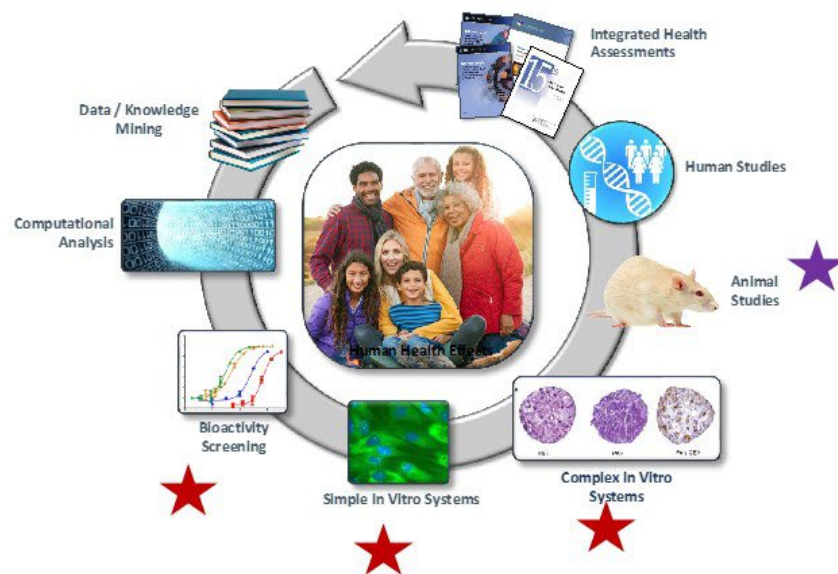 Integrated Health
Assessments
Data / Knowledge
Mining
15
Human Studies
Computational
Analysis
Animal
Studies
Human Health Effects
Bioactivity
Screening
Simple In Vitro Systems
Complex In Vitro
Systems